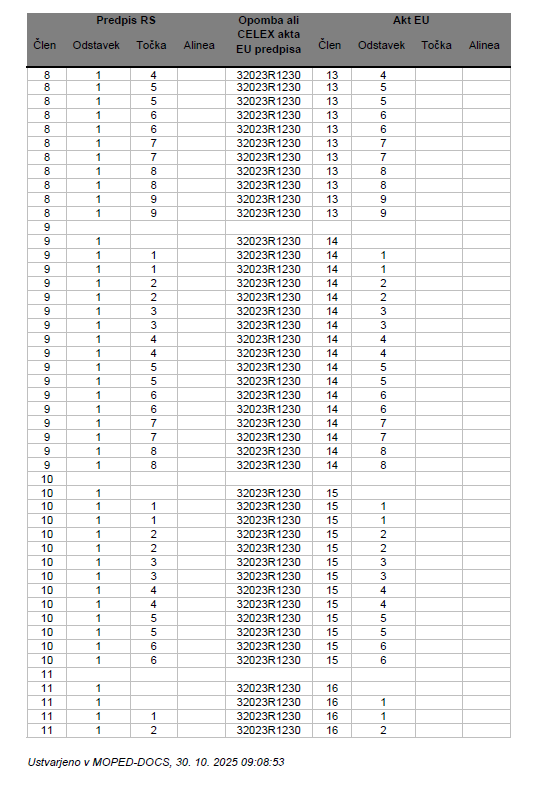 Predpis RS Opomba ali CELEX akta EU predpisa Akt EU
Člen Odstavek Točka Alinea Člen Odstavek Točka Alinea
8 1 4 32023R1230 13 4
8 1 5 32023R1230 13 5
8 1 5 32023R1230 13 5
8 1 6 32023R1230 13 6
8 1 6 32023R1230 13 6
8 1 7 32023R1230 13 7
8 1 7 32023R1230 13 7
8 1 8 32023R1230 13 8
8 1 8 32023R1230 13 8
8 1 9 32023R1230 13 9
8 1 9 32023R1230 13 9
9
9 1 32023R1230 14
9 1 1 32023R1230 14 1
9 1 1 32023R1230 14 1
9 1 2 32023R1230 14 2
9 1 2 32023R1230 14 2
9 1 3 32023R1230 14 3
9 1 3 32023R1230 14 3
9 1 4 32023R1230 14 4
9 1 4 32023R1230 14 4
9 1 5 32023R1230 14 5
9 1 5 32023R1230 14 5
9 1 6 32023R1230 14 6
9 1 6 32023R1230 14 6
9 1 7 32023R1230 14 7
9 1 7 32023R1230 14 7
9 1 8 32023R1230 14 8
9 1 8 32023R1230 14 8
10
10 1 32023R1230 15
10 1 1 32023R1230 15 1
10 1 1 32023R1230 15 1
10 1 2 32023R1230 15 2
10 1 2 32023R1230 15 2
10 1 3 32023R1230 15 3
10 1 3 32023R1230 15 3
10 1 4 32023R1230 15 4
10 1 4 32023R1230 15 4
10 1 5 32023R1230 15 5
10 1 5 32023R1230 15 5
10 1 6 32023R1230 15 6
10 1 6 32023R1230 15 6
11
11 1 32023R1230 16
11 1 32023R1230 16 1
11 1 1 32023R1230 16 1
11 1 2 32023R1230 16 2
Ustvarjeno v MOPED-DOCS, 30. 10. 2025 09:08:53